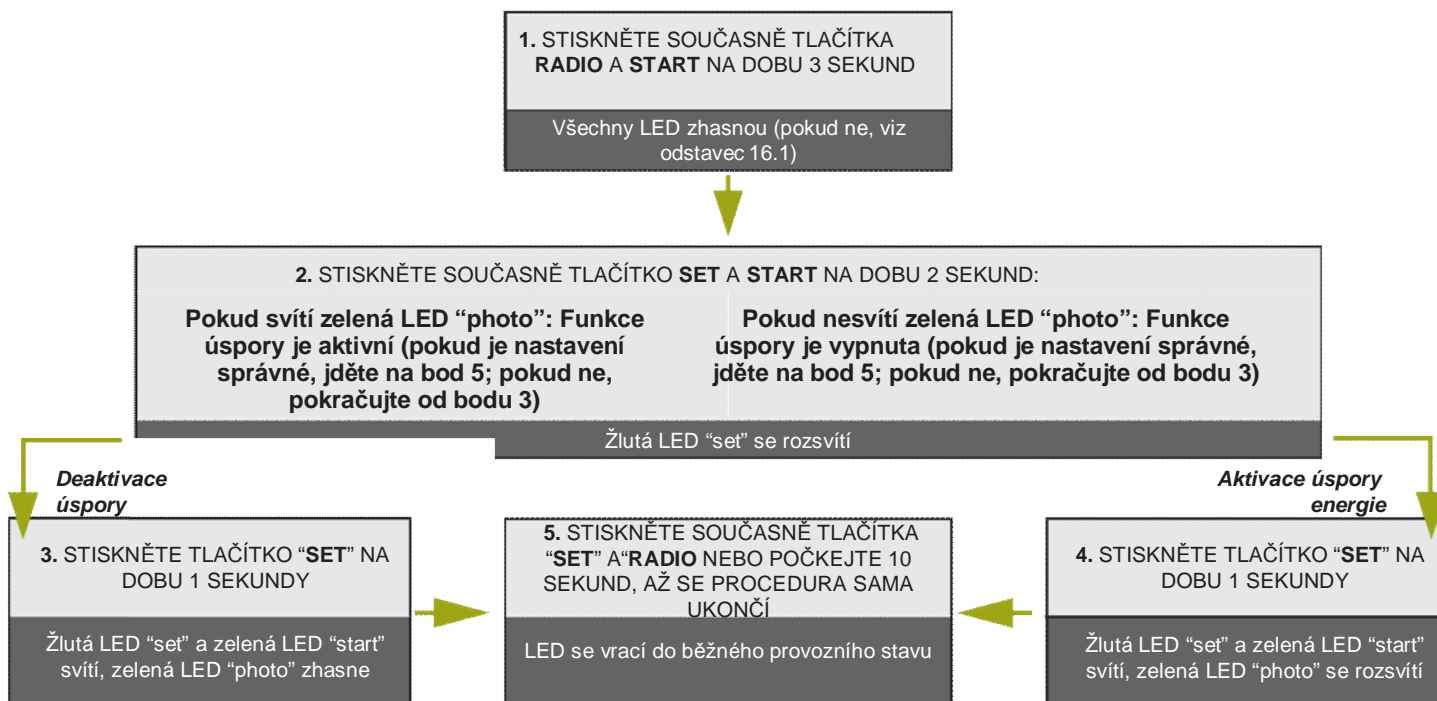 1. STISKNĚTE SOUČASNĚ TLAČÍTKA
RADIO A START NA DOBU 3 SEKUND
Všechny LED zhasnou (pokud ne, viz
odstavec 16.1)
2. STISKNĚTE SOUČASNĚ TLAČÍTKO SET A START NA DOBU 2 SEKUND:
Pokud svítí zelená LED “photo”: Funkce
úspory je aktivní (pokud je nastavení
správné, jděte na bod 5; pokud ne,
pokračujte od bodu 3)
Pokud nesvítí zelená LED “photo”: Funkce
úspory je vypnuta (pokud je nastavení správné,
jděte na bod 5; pokud ne, pokračujte od bodu 3)
Žlutá LED “set” se rozsvítí
Deaktivace
úspory
Aktivace úspory
energie
3. STISKNĚTE TLAČÍTKO “SET” NA
DOBU 1 SEKUNDY
Žlutá LED “set” a zelená LED “start”
svítí, zelená LED “photo” zhasne
5. STISKNĚTE SOUČASNĚ TLAČÍTKA
“SET” A“RADIO NEBO POČKEJTE 10
SEKUND, AŽ SE PROCEDURA SAMA
UKONČÍ
LED se vrací do běžného provozního stavu
4. STISKNĚTE TLAČÍTKO “SET” NA
DOBU 1 SEKUNDY
Žlutá LED “set” a zelená LED “start”
svítí, zelená LED “photo” se rozsvítí